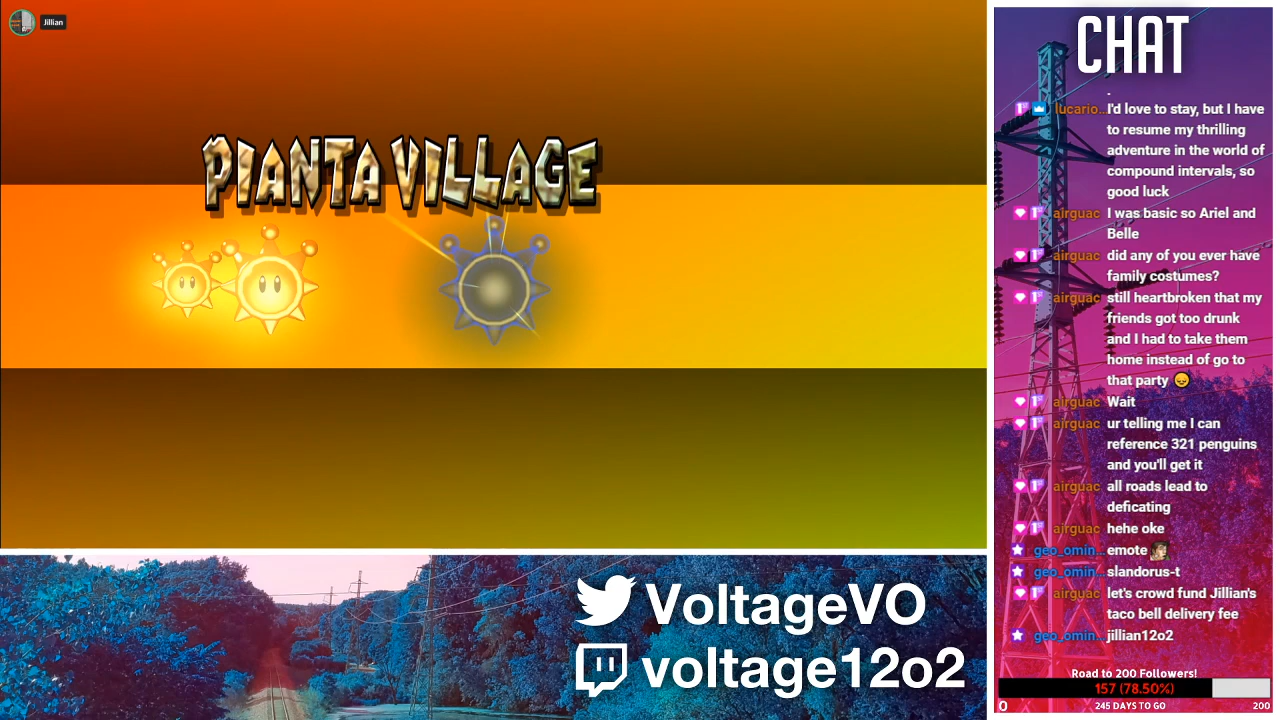 Jillian
PIANTA VILLAGE
VoltageVO
voltage12o2
CHAT
.
lucario... I'd love to stay, but I have
to resume my thrilling
adventure in the world of
compound intervals, so
good luck
airguac I was basic so Ariel and
Belle
airguac did any of you ever have
family costumes?
airguac still heartbroken that my
friends got too drunk
and I had to take them
home instead of go to
that party
airguac Wait
airguac ur telling me I can
reference 321 penguins
and you'll get it
airguac all roads lead to
deficating
airguac hehe oke
geo_omin... emote
geo_omin... slandorus-t
airguac let's crowd fund Jillian's
taco bell delivery fee
geo_omin... jillian12o2
Road to 200 Followers!
157 (78.50%)
0 245 DAYS TO GO 200